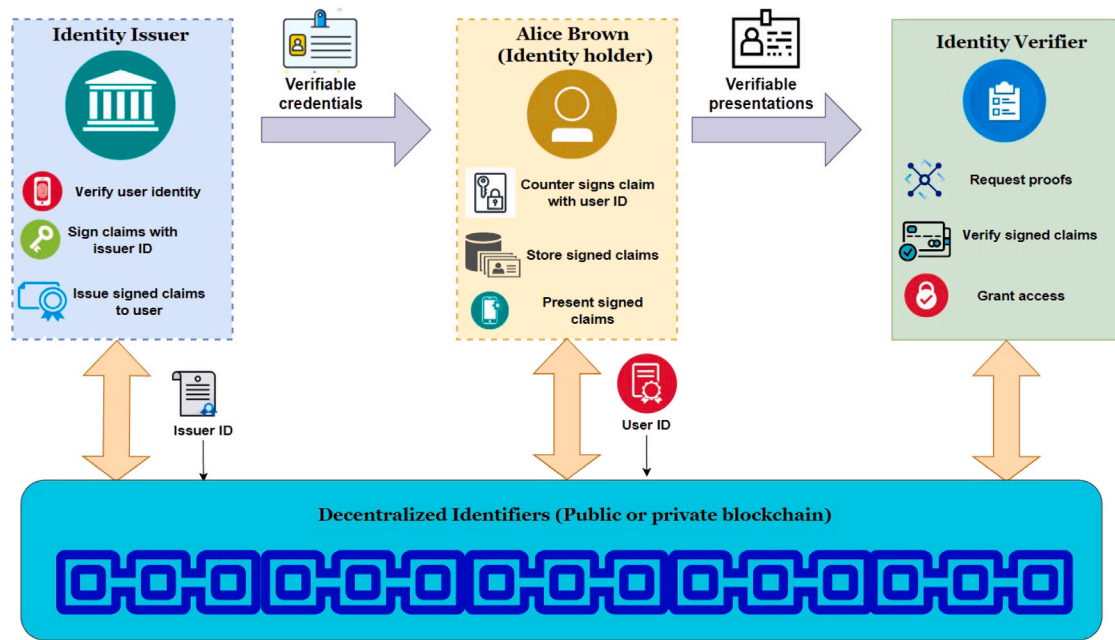 Identity Issuer
Verify user identity
Sign claims with
issuer ID
Issue signed claims
to user
Verifiable
credentials
Alice Brown
(Identity holder)
Counter signs claim
with user ID
Store signed claims
Present signed
claims
Verifiable
presentations
Identity Verifier
Request proofs
Verify signed claims
Grant access
Issuer ID
User ID
Decentralized Identifiers (Public or private blockchain)